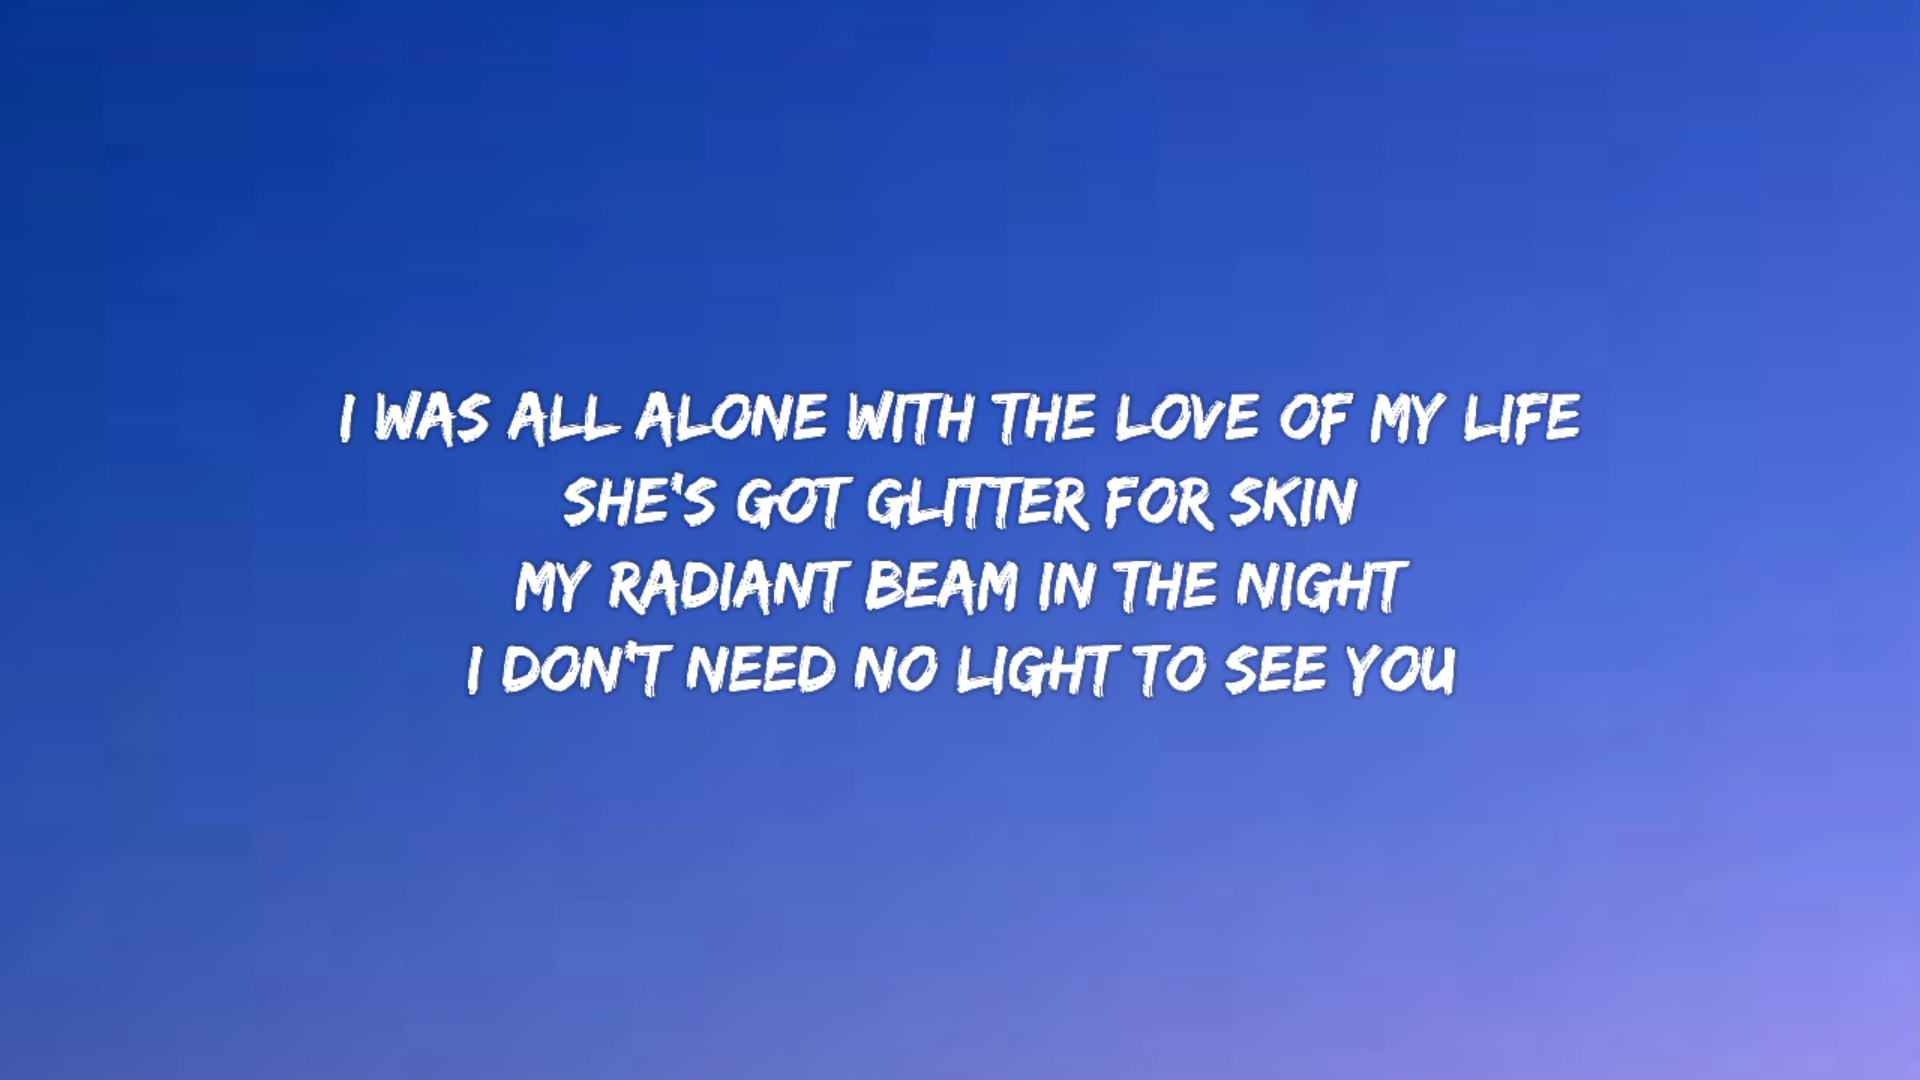 I WAS ALL ALONE WITH THE LOVE OF MY LIFE
SHE'S GOT GLITTER FOR SKIN
MY RADIANT BEAM IN THE NIGHT
I DON'T NEED NO LIGHT TO SEE YOU